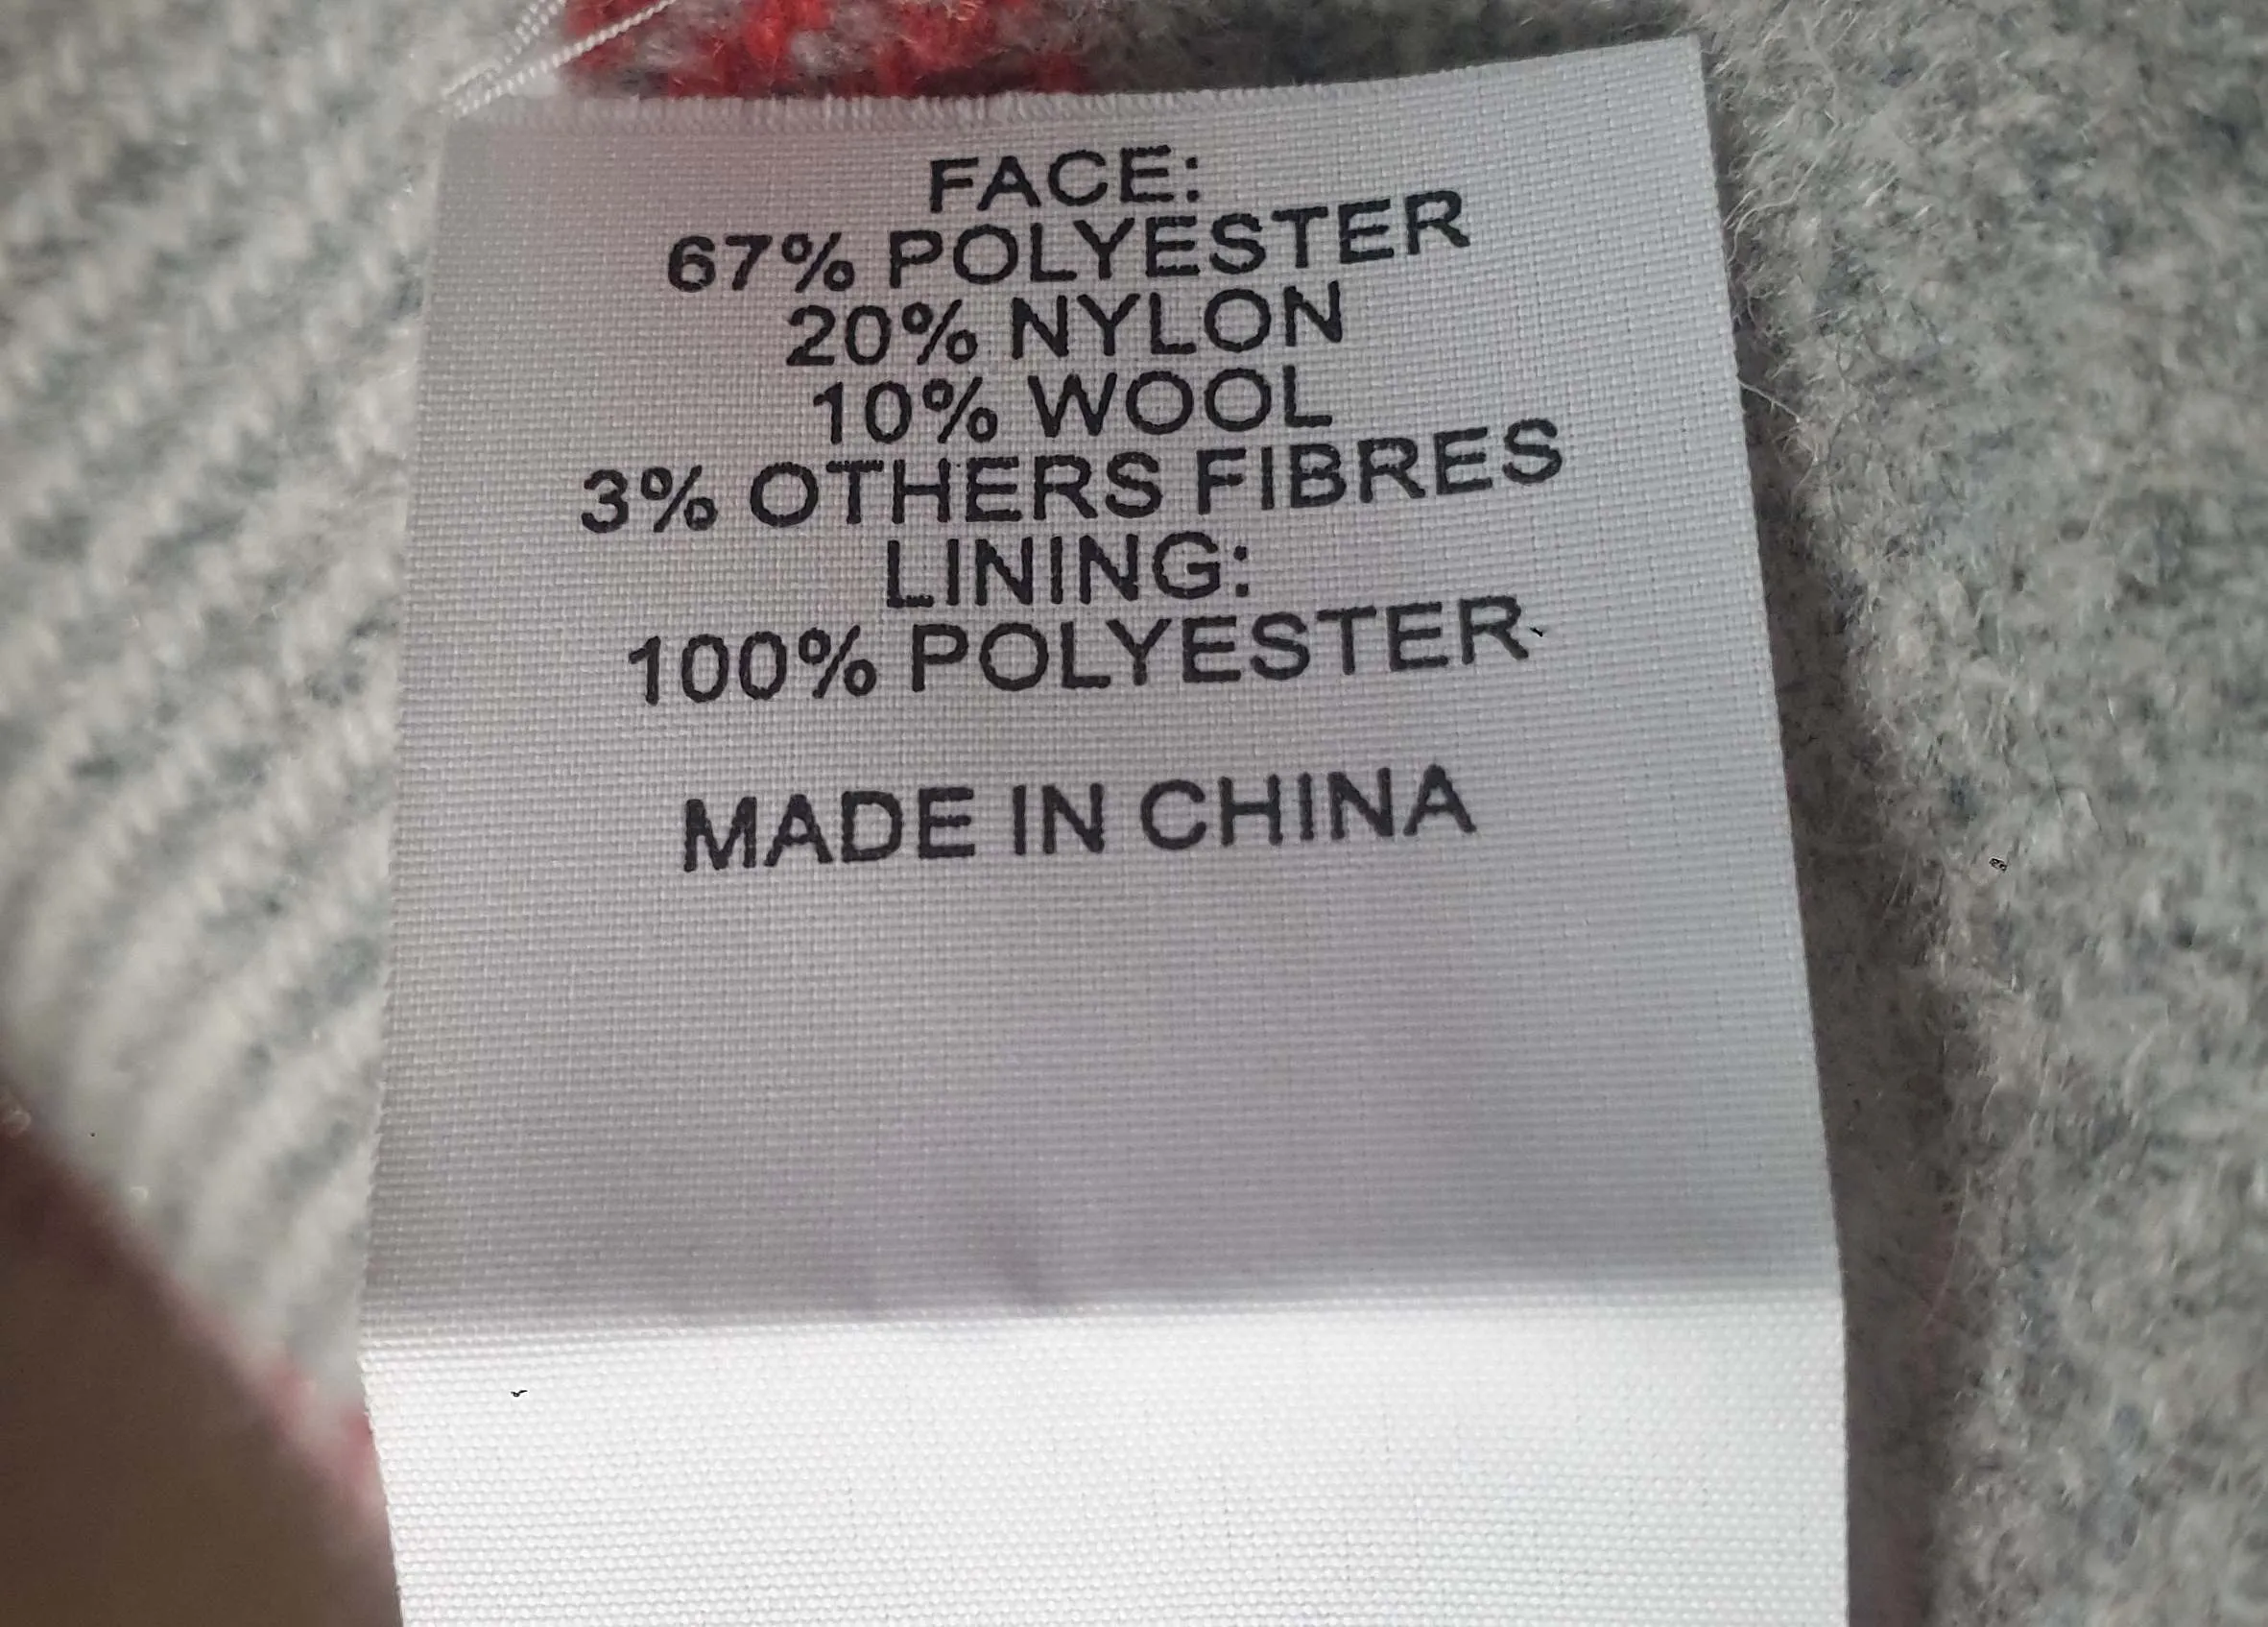 FACE:
67% POLYESTER
20% NYLON
10% WOOL
3% OTHERS FIBRES
LINING:
100% POLYESTER
MADE IN CHINA